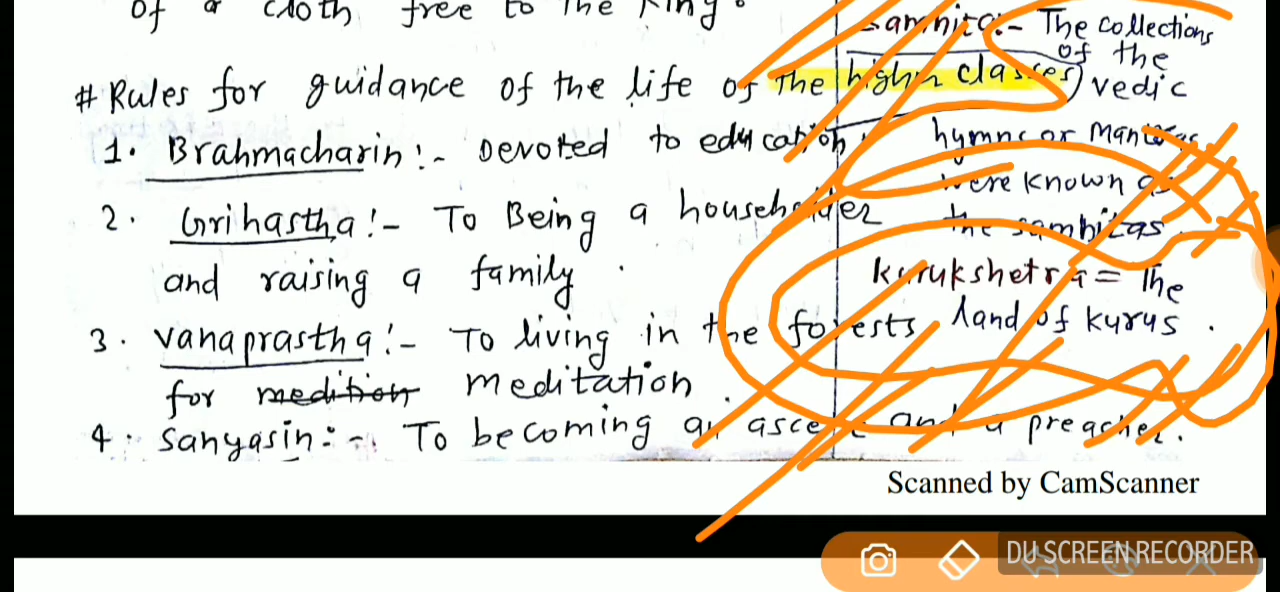 of a cloth free to the King.
# Rules for guidance of the life of the higher classes
1. Brahmacharin:- Devoted to education.
2. Grihastha:- To Being a householder
and raising a family.
3. vanaprastha:- To living in the forests
for medition meditation.
4. Sanyasin:- To becoming an ascetic and a preacher.
Samhita:- The collections
of the
vedic
hymns or Mantras
were known as
the sambitas.
kurukshetra = The
land of kurus.
Scanned by CamScanner
DU SCREEN RECORDER